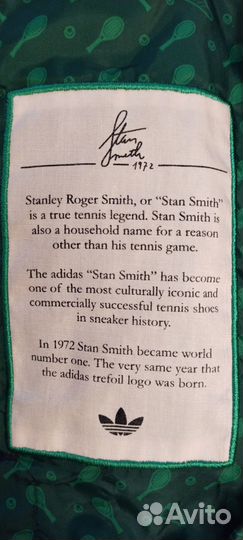 Stan
Smith
1972
Stanley Roger Smith, or “Stan Smith”
is a true tennis legend. Stan Smith is
also a household name for a reason
other than his tennis game.
The adidas “Stan Smith” has become
one of the most culturally iconic and
commercially successful tennis shoes
in sneaker history.
In 1972 Stan Smith became world
number one. The very same year that
the adidas trefoil logo was born.
Avito